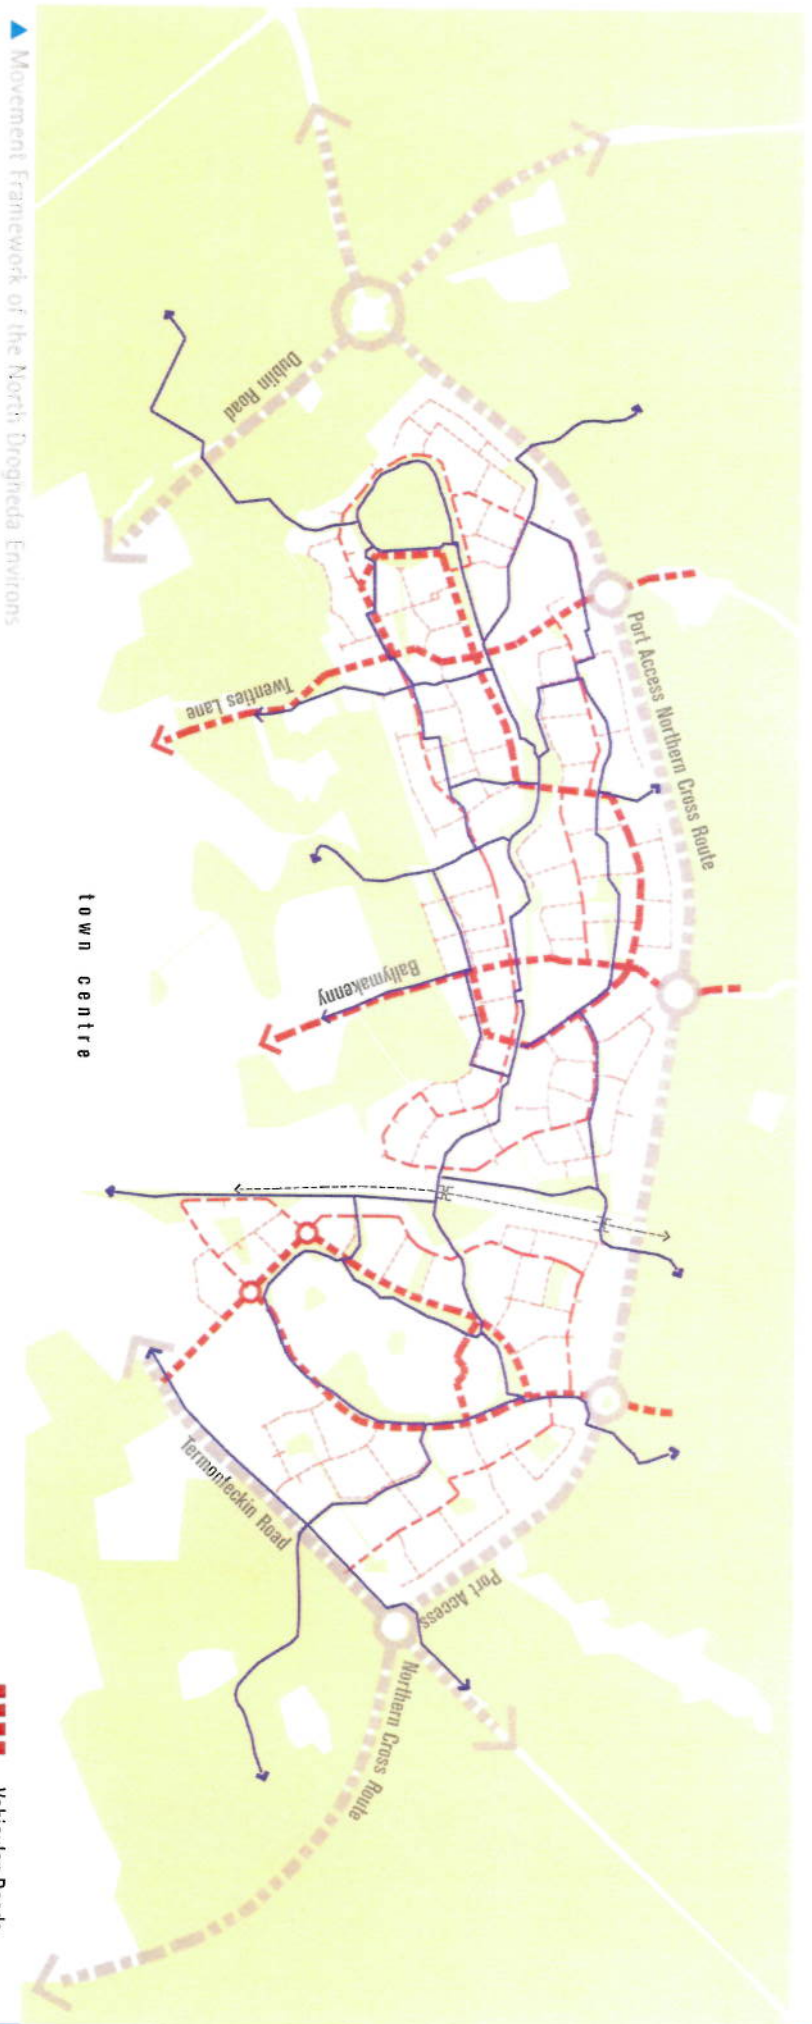 Movement Framework of the North Drogheda Environs
Dublin Road
Port Access Northern Cross Route
Twenties Lane
Ballymakenny
town centre
Termonfeckin Road
Port Access
Northern Cross Route